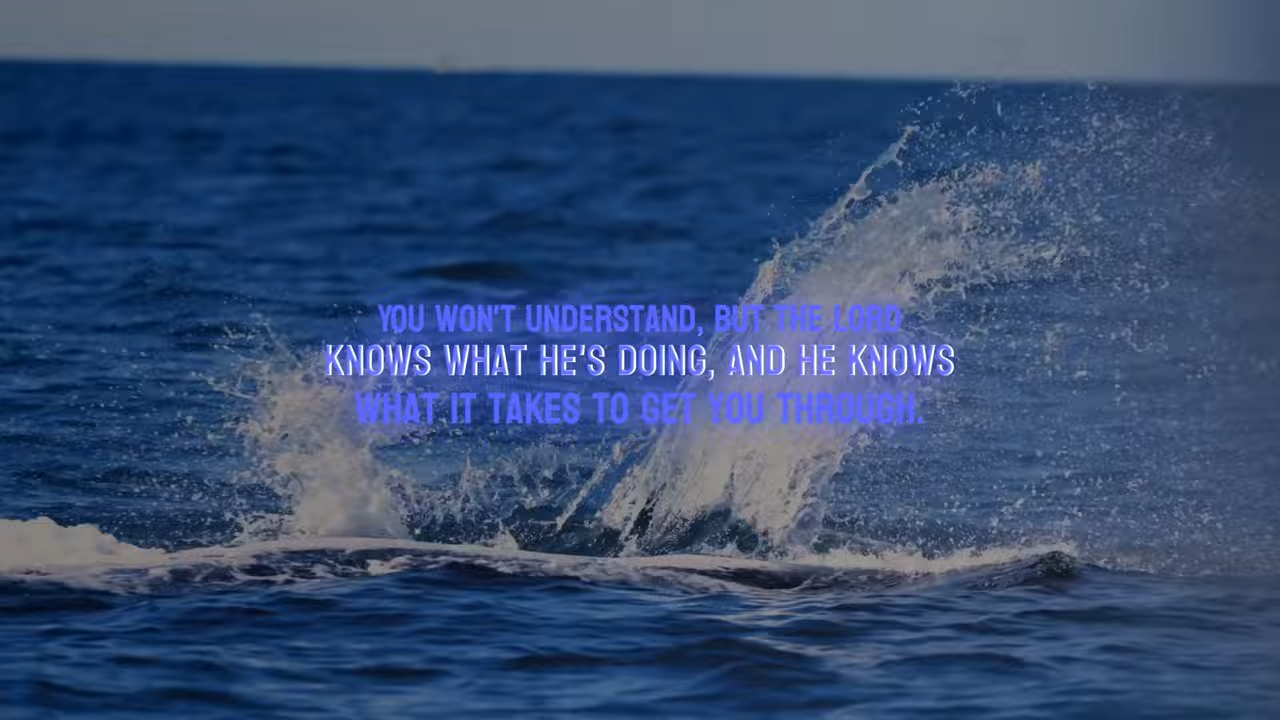 YOU WON'T UNDERSTAND, BUT THE LORD
KNOWS WHAT HE'S DOING, AND HE KNOWS
WHAT IT TAKES TO GET YOU THROUGH.